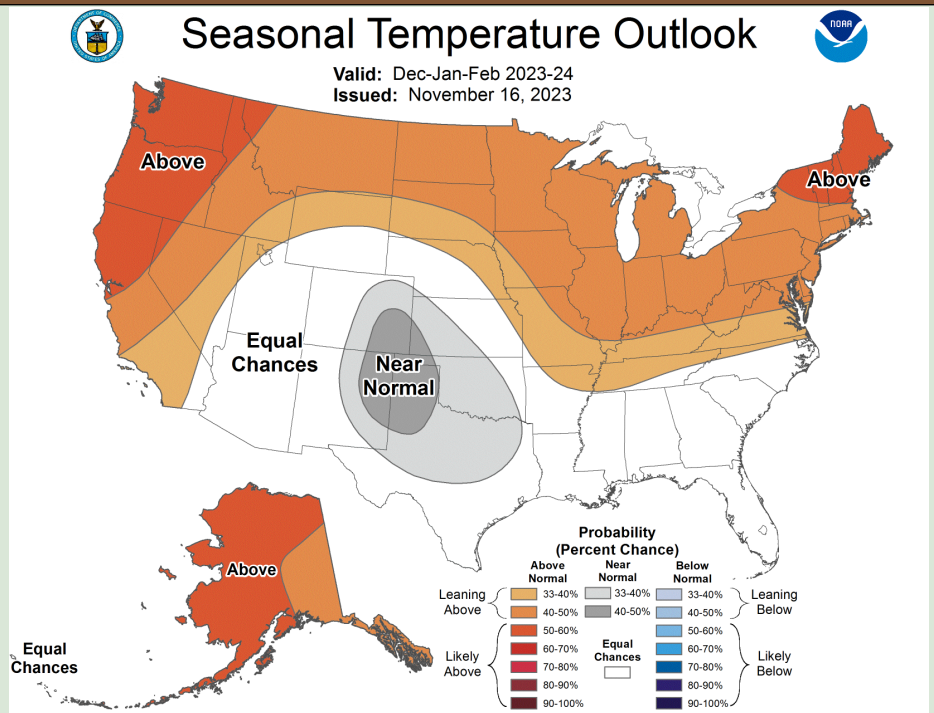 Seasonal Temperature Outlook
NOAA
Valid: Dec-Jan-Feb 2023-24
Issued: November 16, 2023
Above
Above
Equal
Chances
Near
Normal
Above
Equal
Chances
Probability
(Percent Chance)
Above
Normal
Near
Normal
Below
Normal
Leaning
Above
33-40%
40-50%
33-40%
40-50%
33-40%
40-50%
Leaning
Below
Likely
Above
50-60%
60-70%
70-80%
80-90%
90-100%
Equal
Chances
50-60%
60-70%
70-80%
80-90%
90-100%
Likely
Below